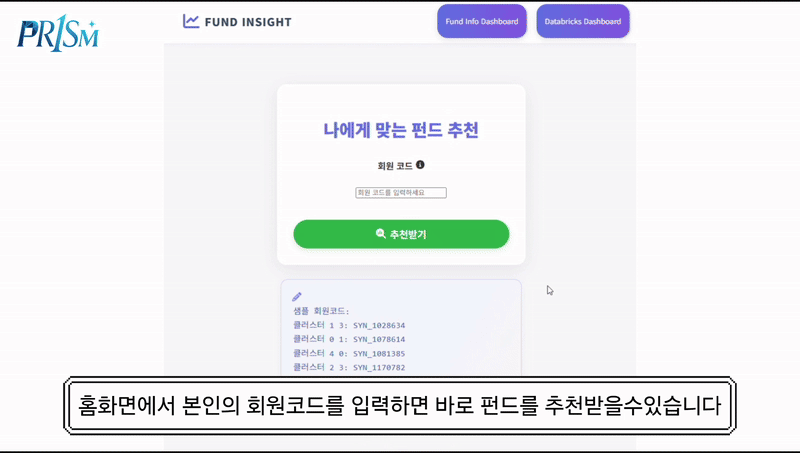 PR1SM
FUND INSIGHT
Fund Info Dashboard
Databricks Dashboard
나에게 맞는 펀드 추천
회원 코드
회원 코드를 입력하세요
추천받기
샘플 회원코드:
클러스터 1 3: SYN_1028634
클러스터 0 1: SYN_1078614
클러스터 4 0: SYN_1081385
클러스터 2 3: SYN_1170782
홈화면에서 본인의 회원코드를 입력하면 바로 펀드를 추천받을수있습니다